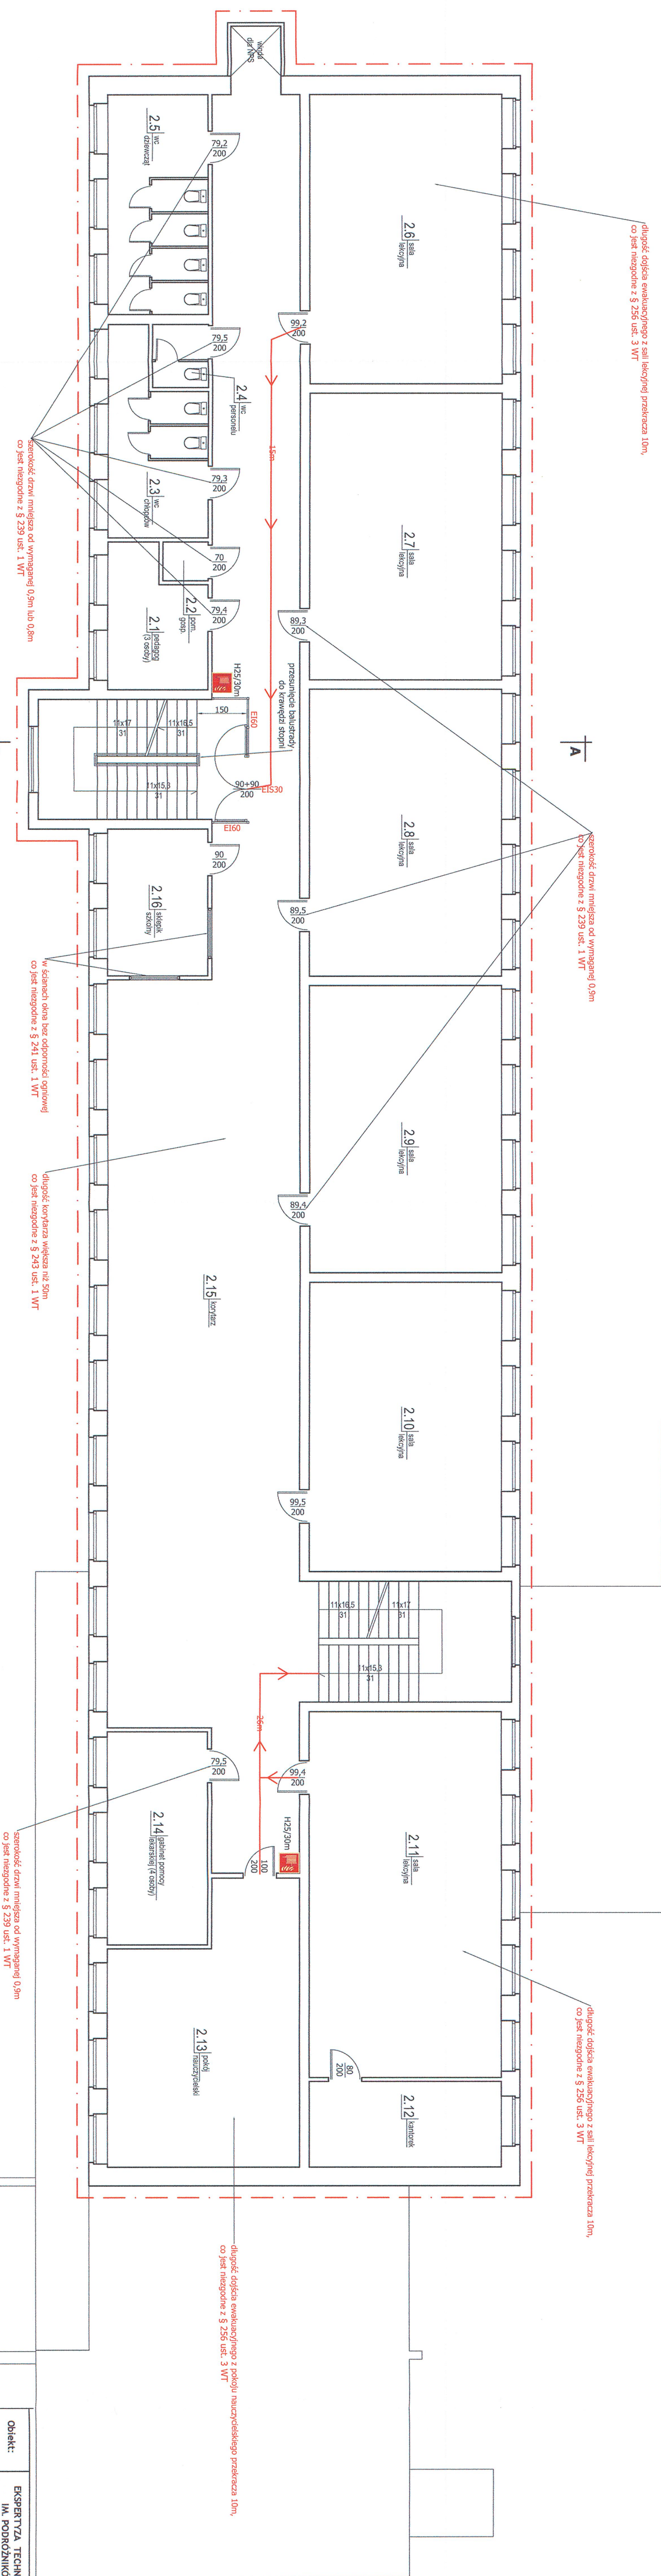 długość dojścia ewakuacyjnego z sali lekcyjnej przekracza 10m,
co jest niezgodne z § 256 ust. 3 WT
szerokość drzwi mniejsza od wymaganej 0,9m
co jest niezgodne z § 239 ust. 1 WT
długość dojścia ewakuacyjnego z sali lekcyjnej przekracza 10m,
co jest niezgodne z § 256 ust. 3 WT
A
2.6 sala
lekcyjna
2.7 sala
lekcyjna
2.8 sala
lekcyjna
2.9 sala
lekcyjna
2.10 sala
lekcyjna
11x16,5
31
11x17
31
11x15,3
31
2.11 sala
lekcyjna
80
200
2.12 kantorek
99,2
200
89,3
200
89,5
200
89,4
200
99,5
200
99,4
200
winda
dla NPS
15m
26m
przesunięcie balustrady
do krawędzi stopni
H25/30m
150
EI60
90+90
200
EIS30
EI60
H25/30m
100
200
79,2
200
79,5
200
79,3
200
70
200
79,4
200
90
200
79,5
200
2.5 wc
dziewcząt
2.4 wc
personelu
2.3 wc
chłopców
2.2 pom.
gosp.
2.1 pedagog
(3 osoby)
11x17
31
11x16,5
31
11x15,3
31
2.16 sklepik
szkolny
2.15 korytarz
2.14 gabinet pomocy
lekarskiej (4 osoby)
2.13 pokój
nauczycielski
długość dojścia ewakuacyjnego z pokoju nauczycielskiego przekracza 10m,
co jest niezgodne z § 256 ust. 3 WT
szerokość drzwi mniejsza od wymaganej 0,9m lub 0,8m
co jest niezgodne z § 239 ust. 1 WT
w ścianach okna bez odporności ogniowej
co jest niezgodne z § 241 ust. 1 WT
długość korytarza większa niż 50m
co jest niezgodne z § 243 ust. 1 WT
szerokość drzwi mniejsza od wymaganej 0,9m
co jest niezgodne z § 239 ust. 1 WT
Obiekt:
EKSPERTYZA TECHN
IM. PODRÓŻNIKÓ